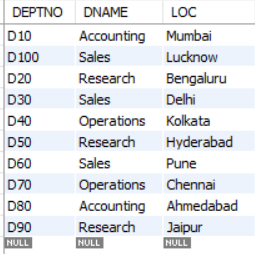 DEPTNO DNAME LOC
D10 Accounting Mumbai
D100 Sales Lucknow
D20 Research Bengaluru
D30 Sales Delhi
D40 Operations Kolkata
D50 Research Hyderabad
D60 Sales Pune
D70 Operations Chennai
D80 Accounting Ahmedabad
D90 Research Jaipur
NULL NULL NULL